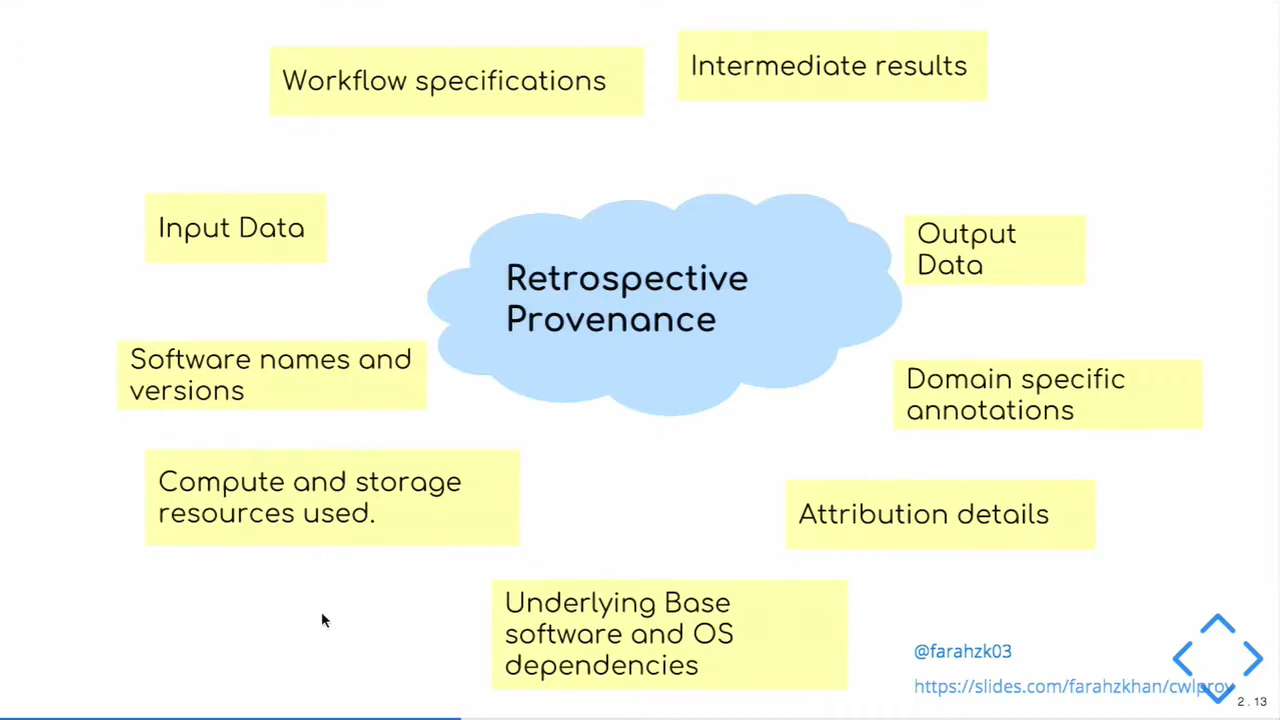 Workflow specifications
Intermediate results
Input Data
Output
Data
Retrospective
Provenance
Software names and
versions
Domain specific
annotations
Compute and storage
resources used.
Attribution details
Underlying Base
software and OS
dependencies
@farahzk03
https://slides.com/farahzkhan/cwlprov
2 . 13